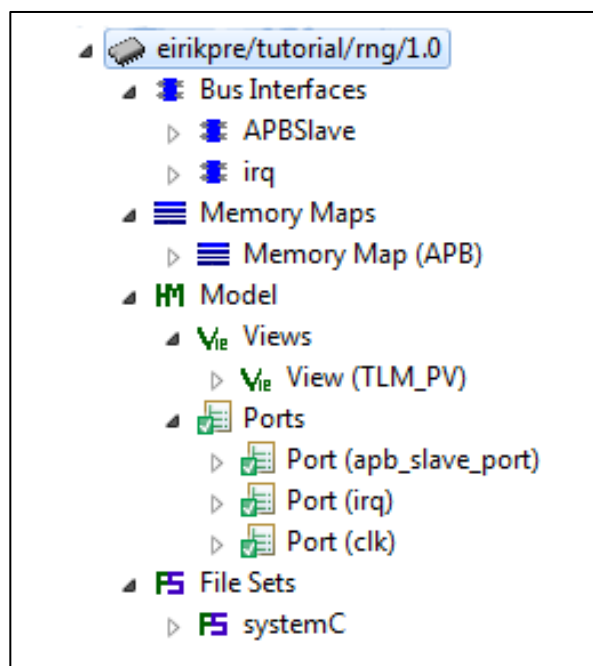 eirikpre/tutorial/rng/1.0
Bus Interfaces
APBSlave
irq
Memory Maps
Memory Map (APB)
Model
Views
View (TLM_PV)
Ports
Port (apb_slave_port)
Port (irq)
Port (clk)
File Sets
systemC